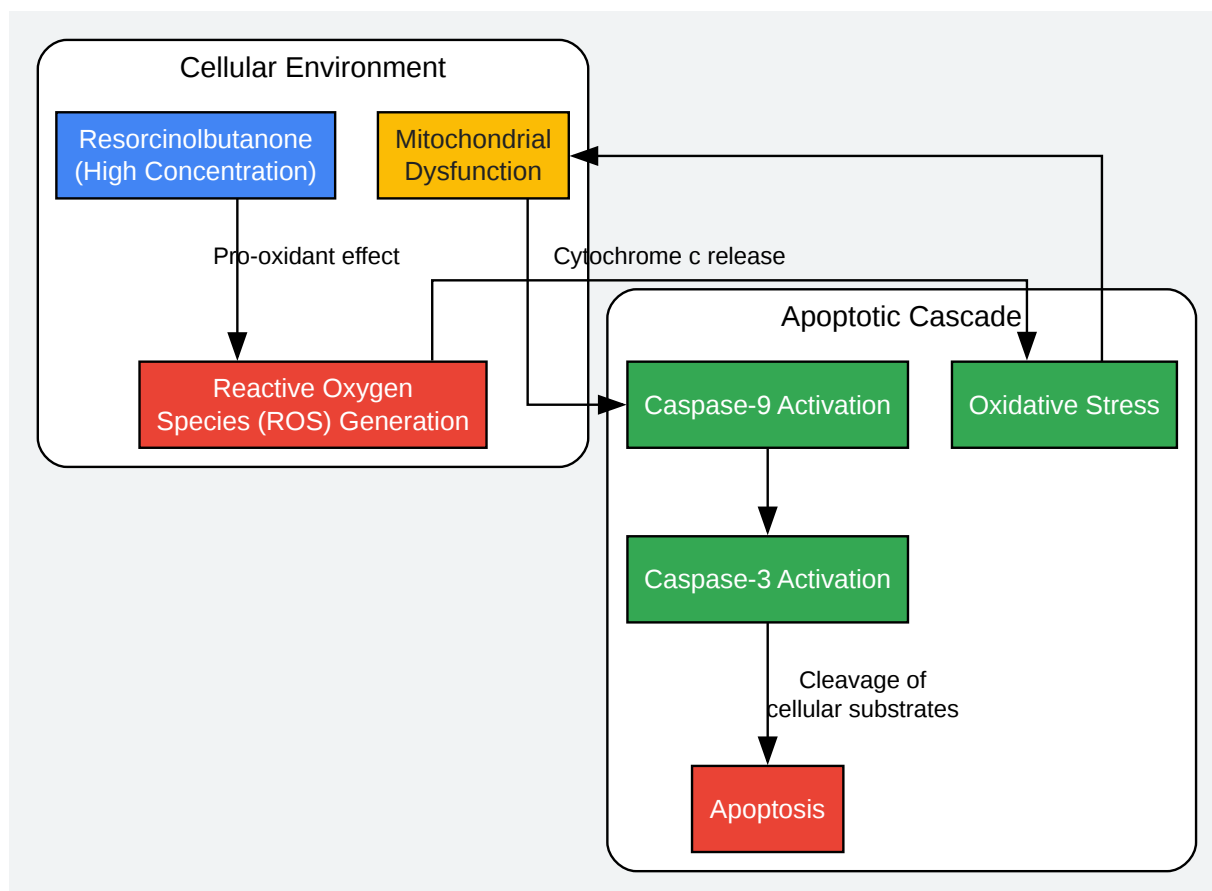 Cellular Environment
Resorcinolbutanone
(High Concentration)
Mitochondrial
Dysfunction
Pro-oxidant effect
Cytochrome c release
Reactive Oxygen
Species (ROS) Generation
Apoptotic Cascade
Caspase-9 Activation
Oxidative Stress
Caspase-3 Activation
Cleavage of
cellular substrates
Apoptosis